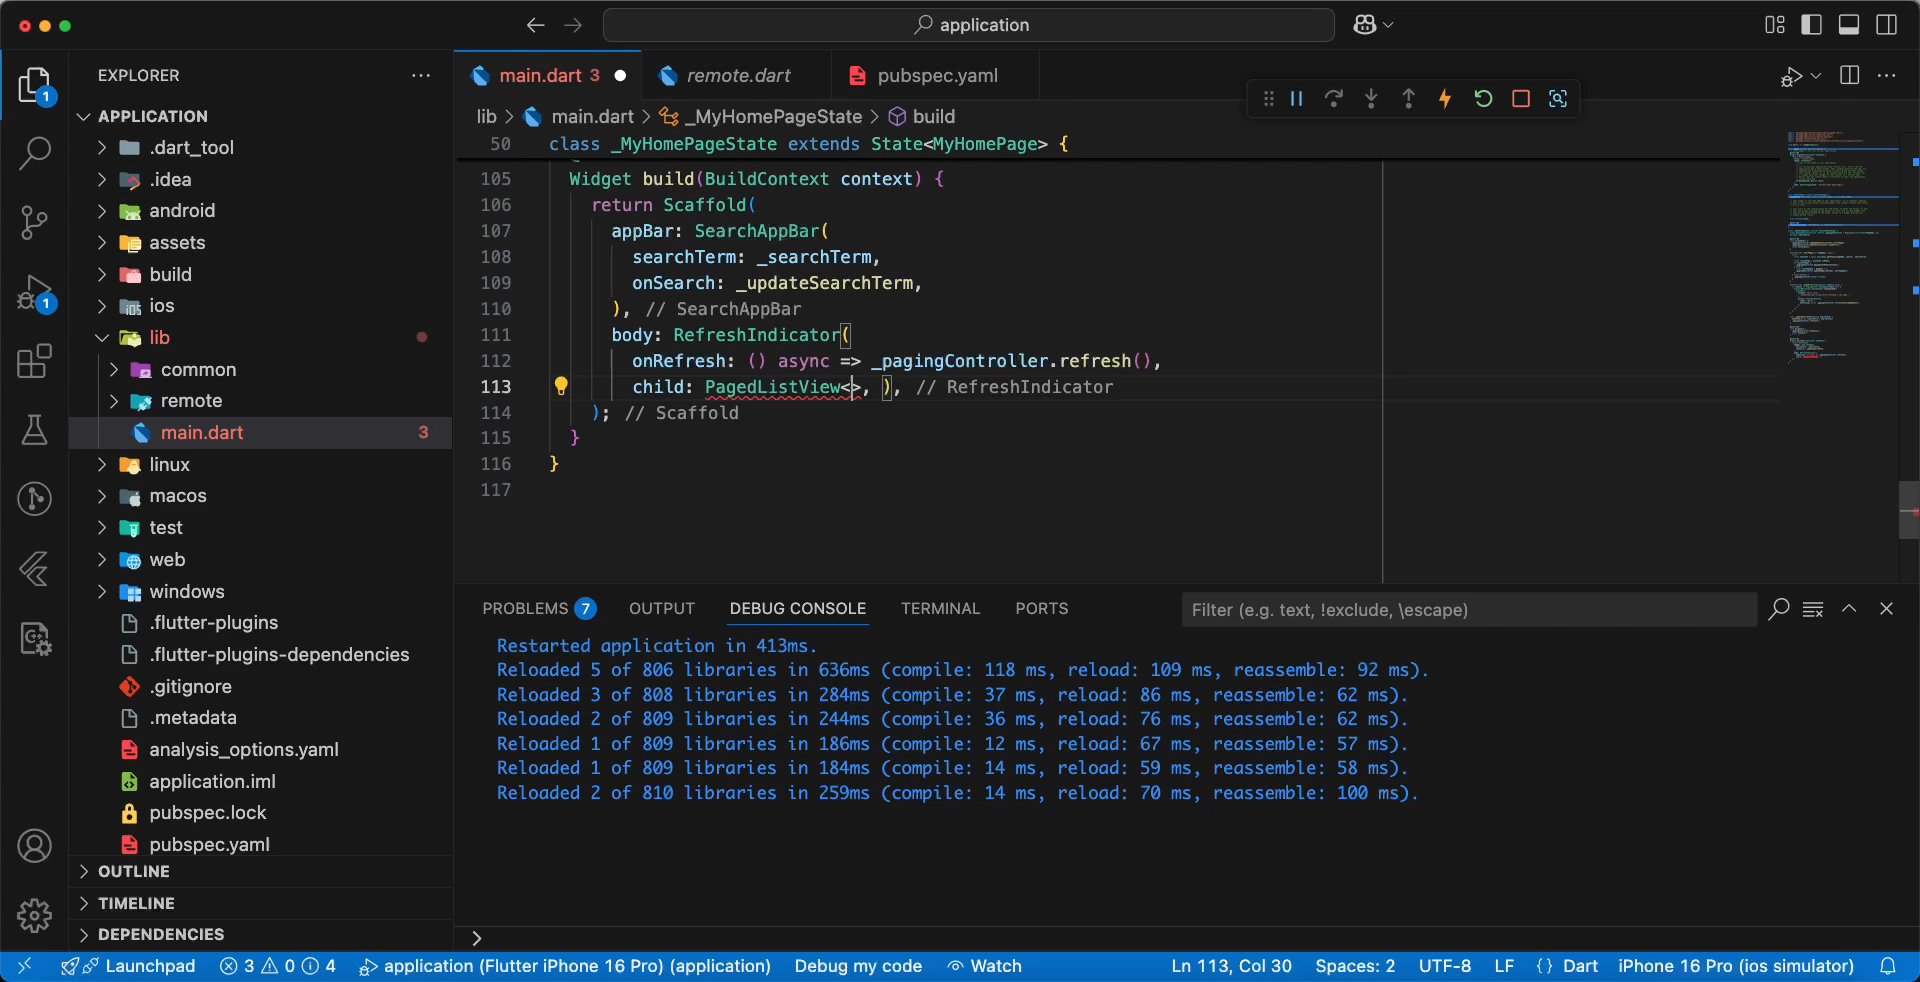 application
EXPLORER
APPLICATION
.dart_tool
.idea
android
assets
build
ios
lib
common
remote
main.dart 3
linux
macos
test
web
windows
.flutter-plugins
.flutter-plugins-dependencies
.gitignore
.metadata
analysis_options.yaml
application.iml
pubspec.lock
pubspec.yaml
OUTLINE
TIMELINE
DEPENDENCIES
1
1
main.dart 3
remote.dart
pubspec.yaml
lib > main.dart > _MyHomePageState > build
50 class _MyHomePageState extends State<MyHomePage> {
105 Widget build(BuildContext context) {
106 return Scaffold(
107 appBar: SearchAppBar(
108 searchTerm: _searchTerm,
109 onSearch: _updateSearchTerm,
110 ), // SearchAppBar
111 body: RefreshIndicator(
112 onRefresh: () async => _pagingController.refresh(),
113 child: PagedListView<>, ), // RefreshIndicator
114 ); // Scaffold
115 }
116 }
117
PROBLEMS 7 OUTPUT DEBUG CONSOLE TERMINAL PORTS Filter (e.g. text, !exclude, \escape)
Restarted application in 413ms.
Reloaded 5 of 806 libraries in 636ms (compile: 118 ms, reload: 109 ms, reassemble: 92 ms).
Reloaded 3 of 808 libraries in 284ms (compile: 37 ms, reload: 86 ms, reassemble: 62 ms).
Reloaded 2 of 809 libraries in 244ms (compile: 36 ms, reload: 76 ms, reassemble: 62 ms).
Reloaded 1 of 809 libraries in 186ms (compile: 12 ms, reload: 67 ms, reassemble: 57 ms).
Reloaded 1 of 809 libraries in 184ms (compile: 14 ms, reload: 59 ms, reassemble: 58 ms).
Reloaded 2 of 810 libraries in 259ms (compile: 14 ms, reload: 70 ms, reassemble: 100 ms).
>
Launchpad 3 0 4 application (Flutter iPhone 16 Pro) (application) Debug my code Watch Ln 113, Col 30 Spaces: 2 UTF-8 LF {} Dart iPhone 16 Pro (ios simulator)